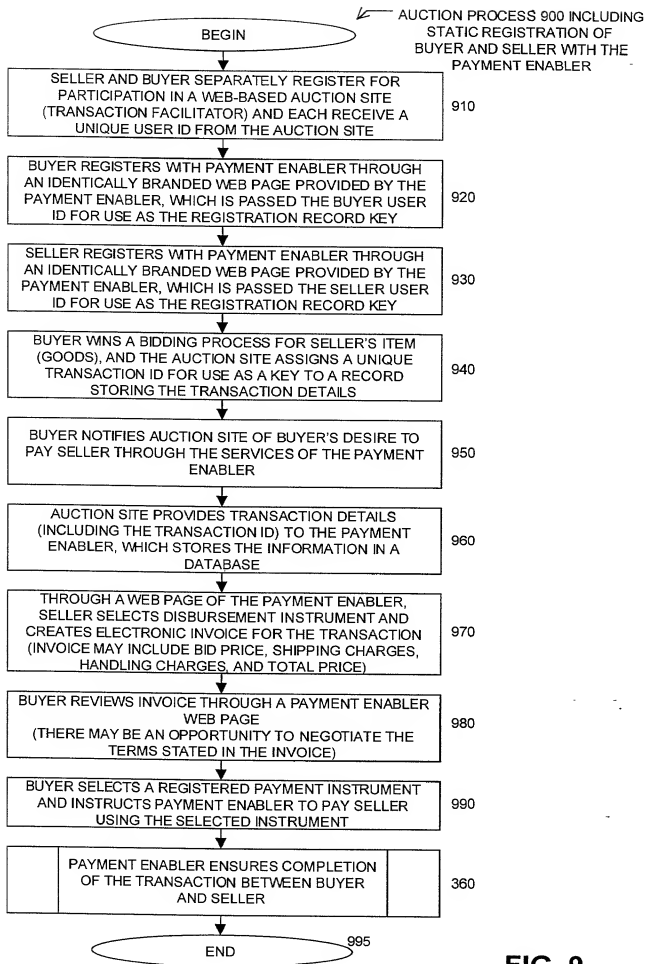 AUCTION PROCESS 900 INCLUDING
STATIC REGISTRATION OF
BUYER AND SELLER WITH THE
PAYMENT ENABLER
BEGIN
SELLER AND BUYER SEPARATELY REGISTER FOR
PARTICIPATION IN A WEB-BASED AUCTION SITE
(TRANSACTION FACILITATOR) AND EACH RECEIVE A
UNIQUE USER ID FROM THE AUCTION SITE
910
BUYER REGISTERS WITH PAYMENT ENABLER THROUGH
AN IDENTICALLY BRANDED WEB PAGE PROVIDED BY THE
PAYMENT ENABLER, WHICH IS PASSED THE BUYER USER
ID FOR USE AS THE REGISTRATION RECORD KEY
920
SELLER REGISTERS WITH PAYMENT ENABLER THROUGH
AN IDENTICALLY BRANDED WEB PAGE PROVIDED BY THE
PAYMENT ENABLER, WHICH IS PASSED THE SELLER USER
ID FOR USE AS THE REGISTRATION RECORD KEY
930
BUYER WINS A BIDDING PROCESS FOR SELLER'S ITEM
(GOODS), AND THE AUCTION SITE ASSIGNS A UNIQUE
TRANSACTION ID FOR USE AS A KEY TO A RECORD
STORING THE TRANSACTION DETAILS
940
BUYER NOTIFIES AUCTION SITE OF BUYER'S DESIRE TO
PAY SELLER THROUGH THE SERVICES OF THE PAYMENT
ENABLER
950
AUCTION SITE PROVIDES TRANSACTION DETAILS
(INCLUDING THE TRANSACTION ID) TO THE PAYMENT
ENABLER, WHICH STORES THE INFORMATION IN A
DATABASE
960
THROUGH A WEB PAGE OF THE PAYMENT ENABLER,
SELLER SELECTS DISBURSEMENT INSTRUMENT AND
CREATES ELECTRONIC INVOICE FOR THE TRANSACTION
(INVOICE MAY INCLUDE BID PRICE, SHIPPING CHARGES,
HANDLING CHARGES, AND TOTAL PRICE)
970
BUYER REVIEWS INVOICE THROUGH A PAYMENT ENABLER
WEB PAGE
(THERE MAY BE AN OPPORTUNITY TO NEGOTIATE THE
TERMS STATED IN THE INVOICE)
980
BUYER SELECTS A REGISTERED PAYMENT INSTRUMENT
AND INSTRUCTS PAYMENT ENABLER TO PAY SELLER
USING THE SELECTED INSTRUMENT
990
PAYMENT ENABLER ENSURES COMPLETION
OF THE TRANSACTION BETWEEN BUYER
AND SELLER
360
END
995
FIG. 9